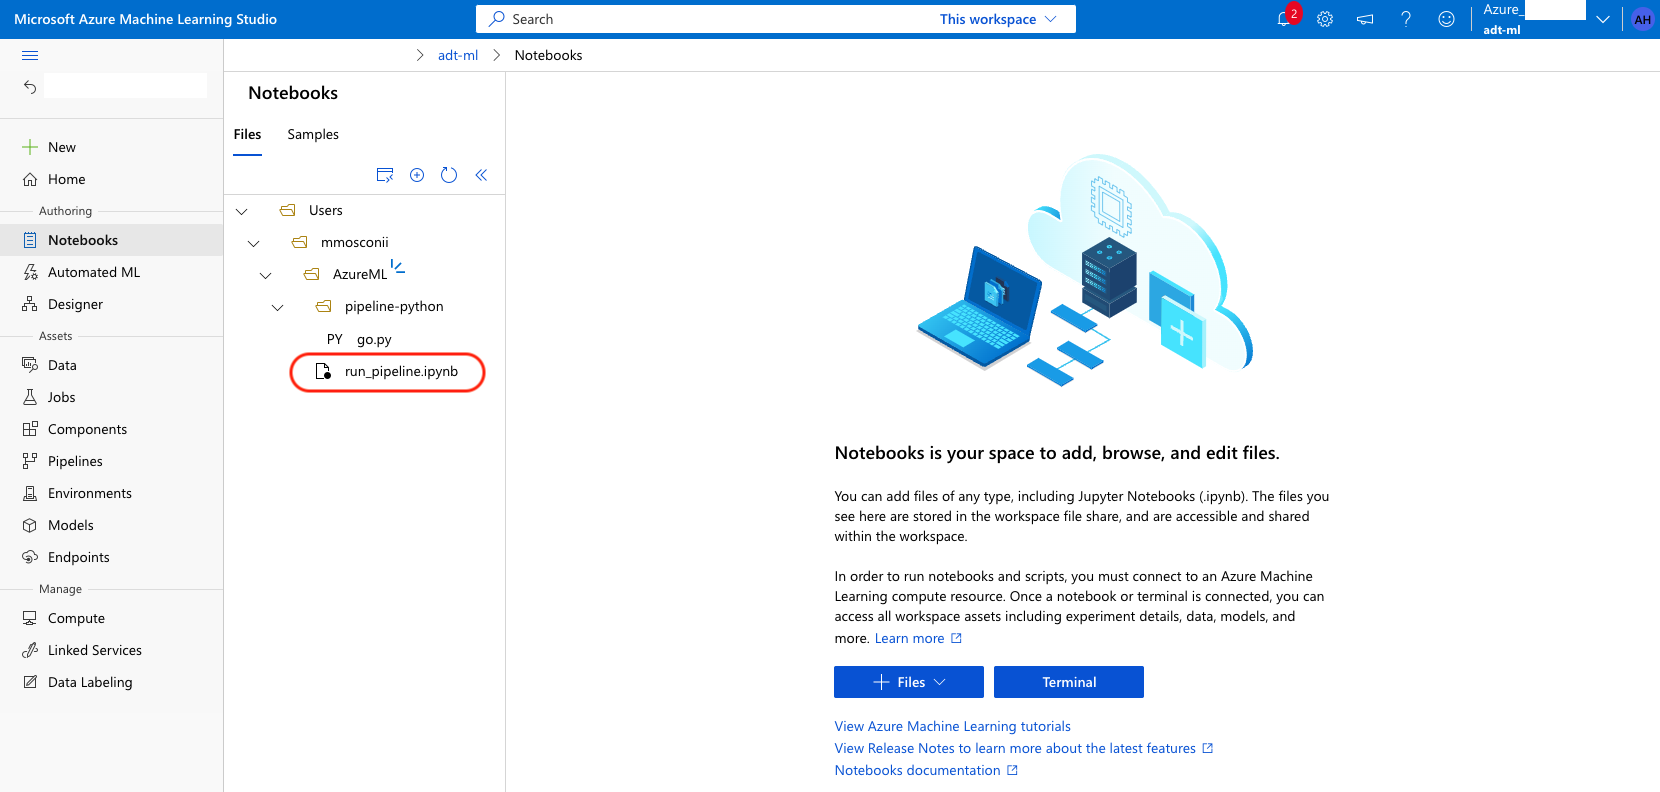 Microsoft Azure Machine Learning Studio
Search
This workspace
2
Azure_
adt-ml
AH
adt-ml
Notebooks
New
Home
Authoring
Notebooks
Automated ML
Designer
Assets
Data
Jobs
Components
Pipelines
Environments
Models
Endpoints
Manage
Compute
Linked Services
Data Labeling
Notebooks
Files
Samples
Users
mmosconii
AzureML
pipeline-python
PY go.py
run_pipeline.ipynb
Notebooks is your space to add, browse, and edit files.
You can add files of any type, including Jupyter Notebooks (.ipynb). The files you
see here are stored in the workspace file share, and are accessible and shared
within the workspace.
In order to run notebooks and scripts, you must connect to an Azure Machine
Learning compute resource. Once a notebook or terminal is connected, you can
access all workspace assets including experiment details, data, models, and
more. Learn more
Files
Terminal
View Azure Machine Learning tutorials
View Release Notes to learn more about the latest features
Notebooks documentation